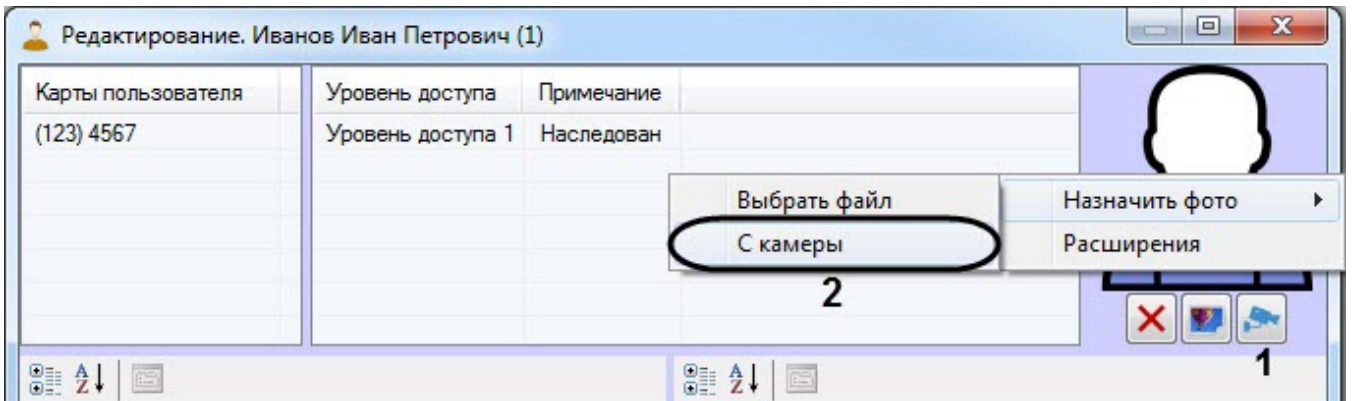 Редактирование. Иванов Иван Петрович (1)
Карты пользователя Уровень доступа Примечание
(123) 4567 Уровень доступа 1 Наследован
Выбрать файл Назначить фото
С камеры Расширения
2
1
A
Z
A
Z